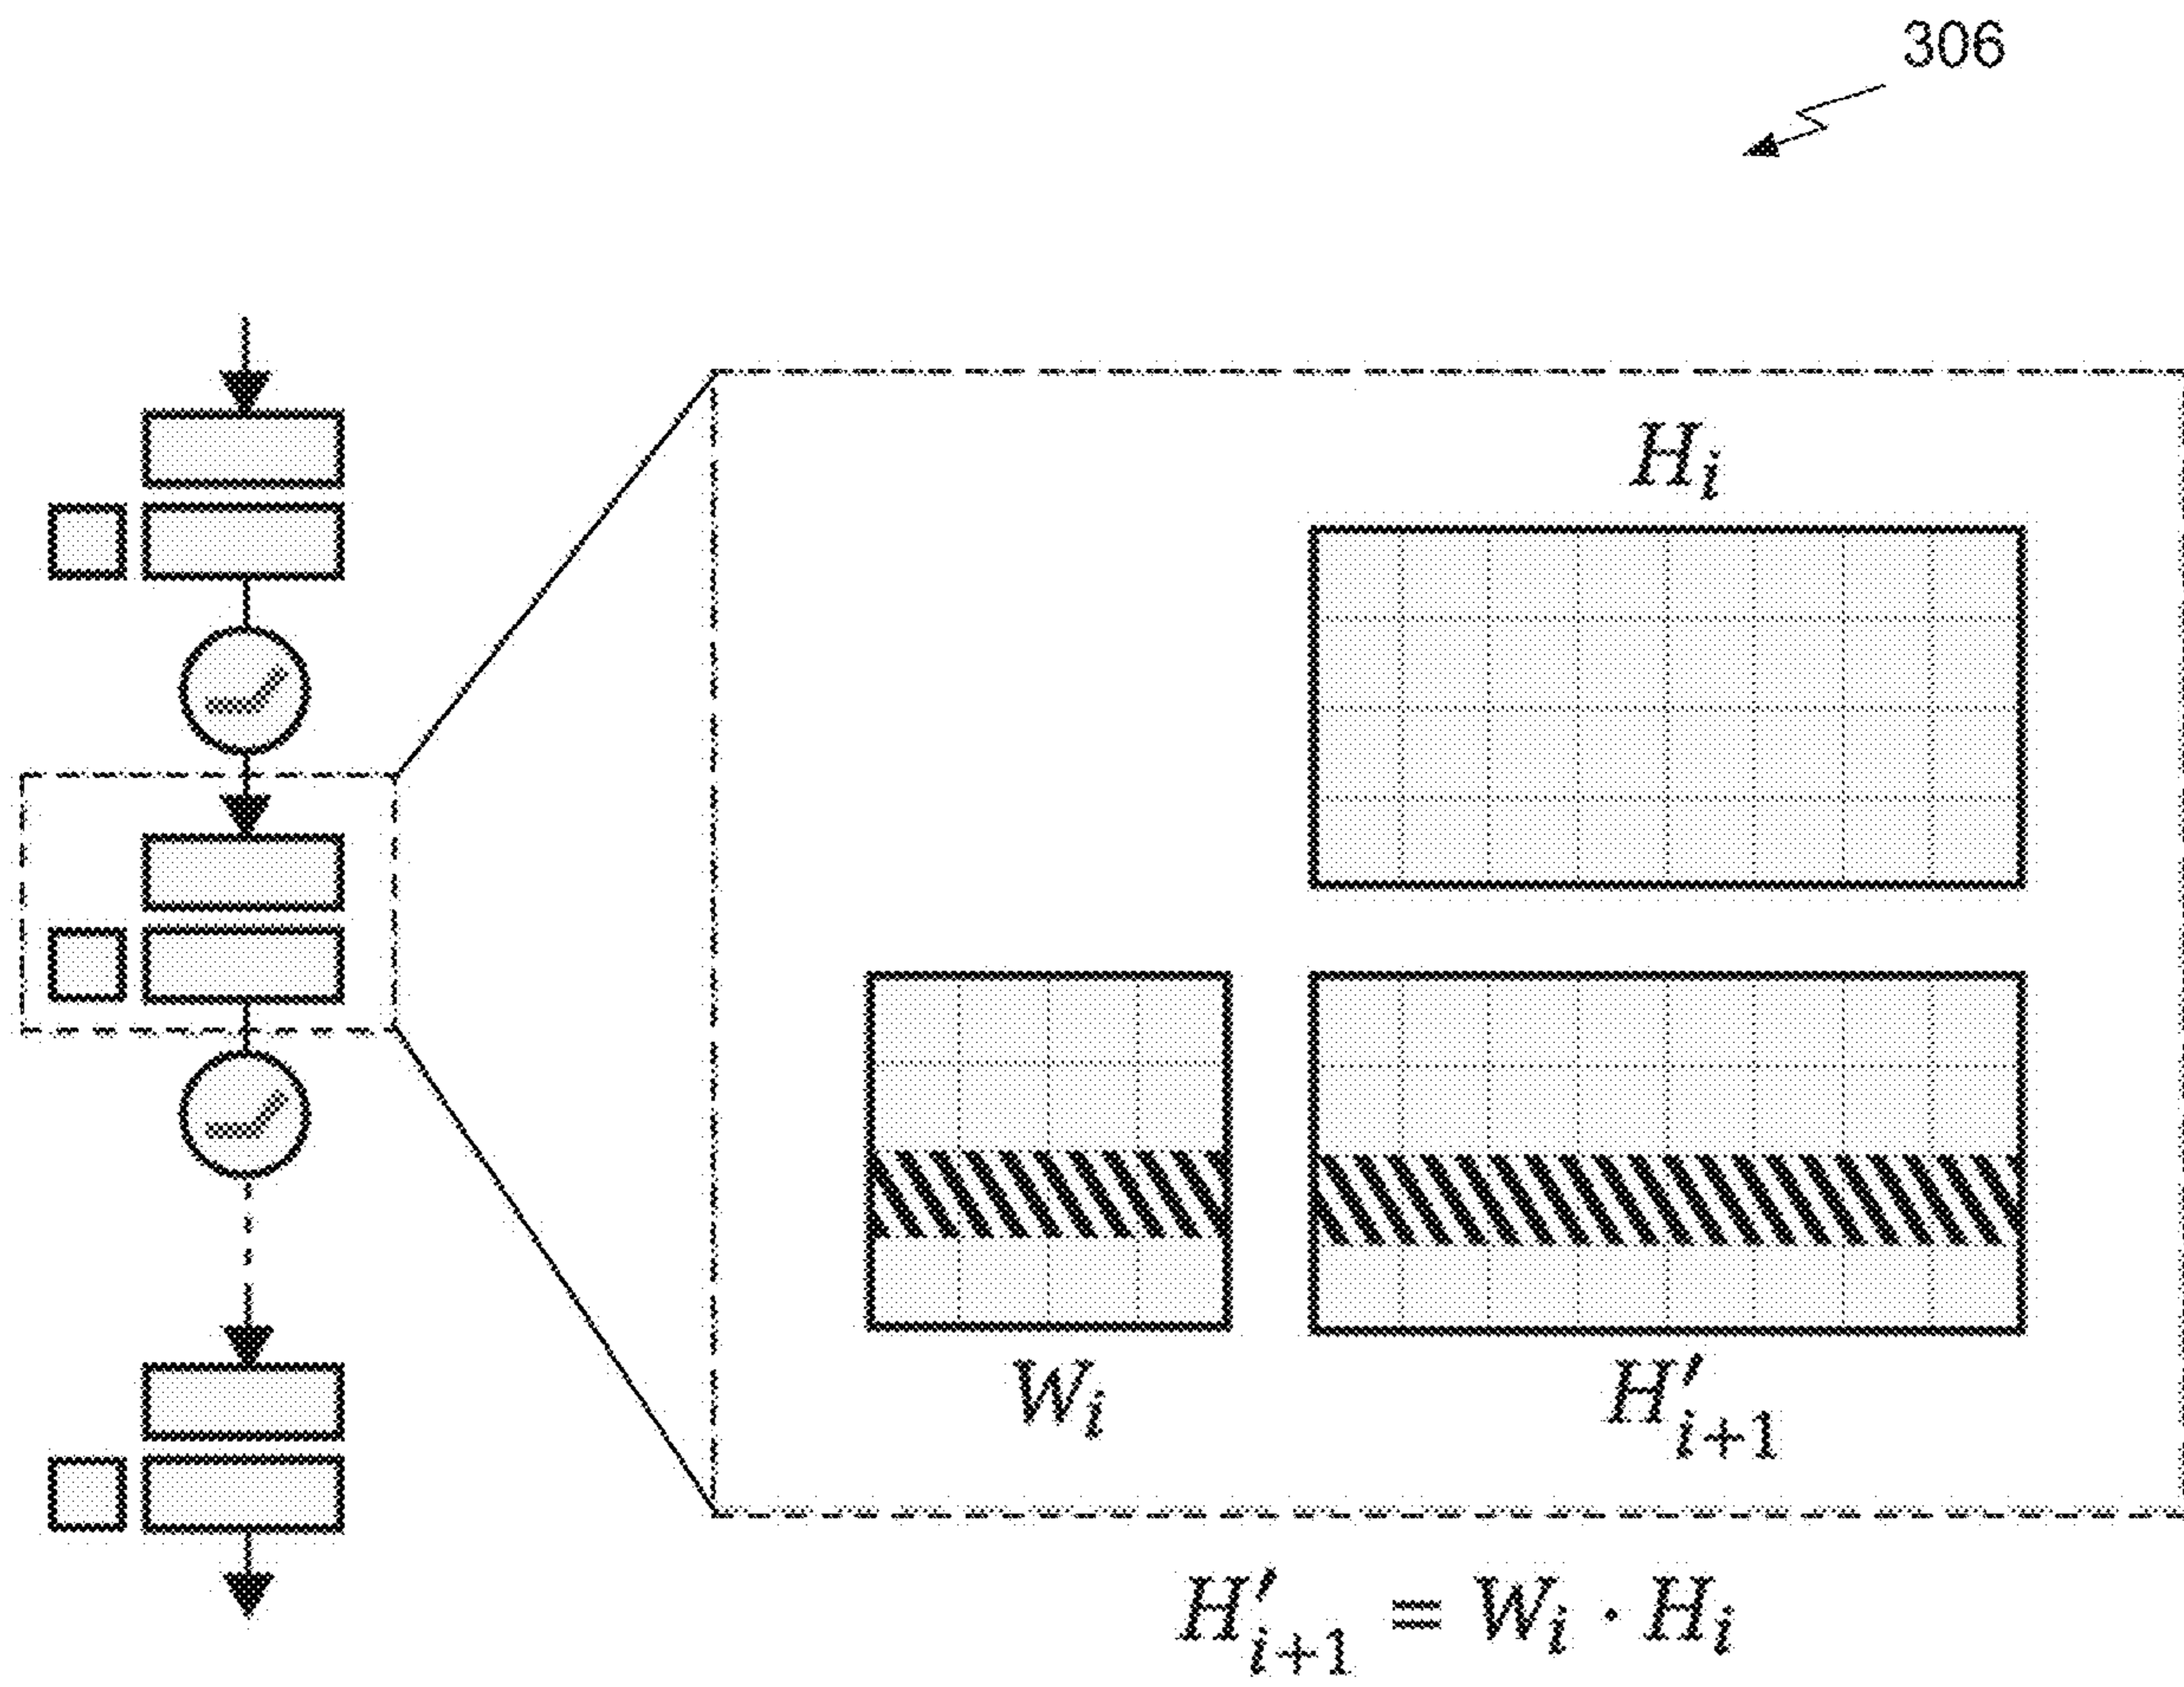 306
H_i
W_i
H'_{i+1}
H'_{i+1} = W_i · H_i